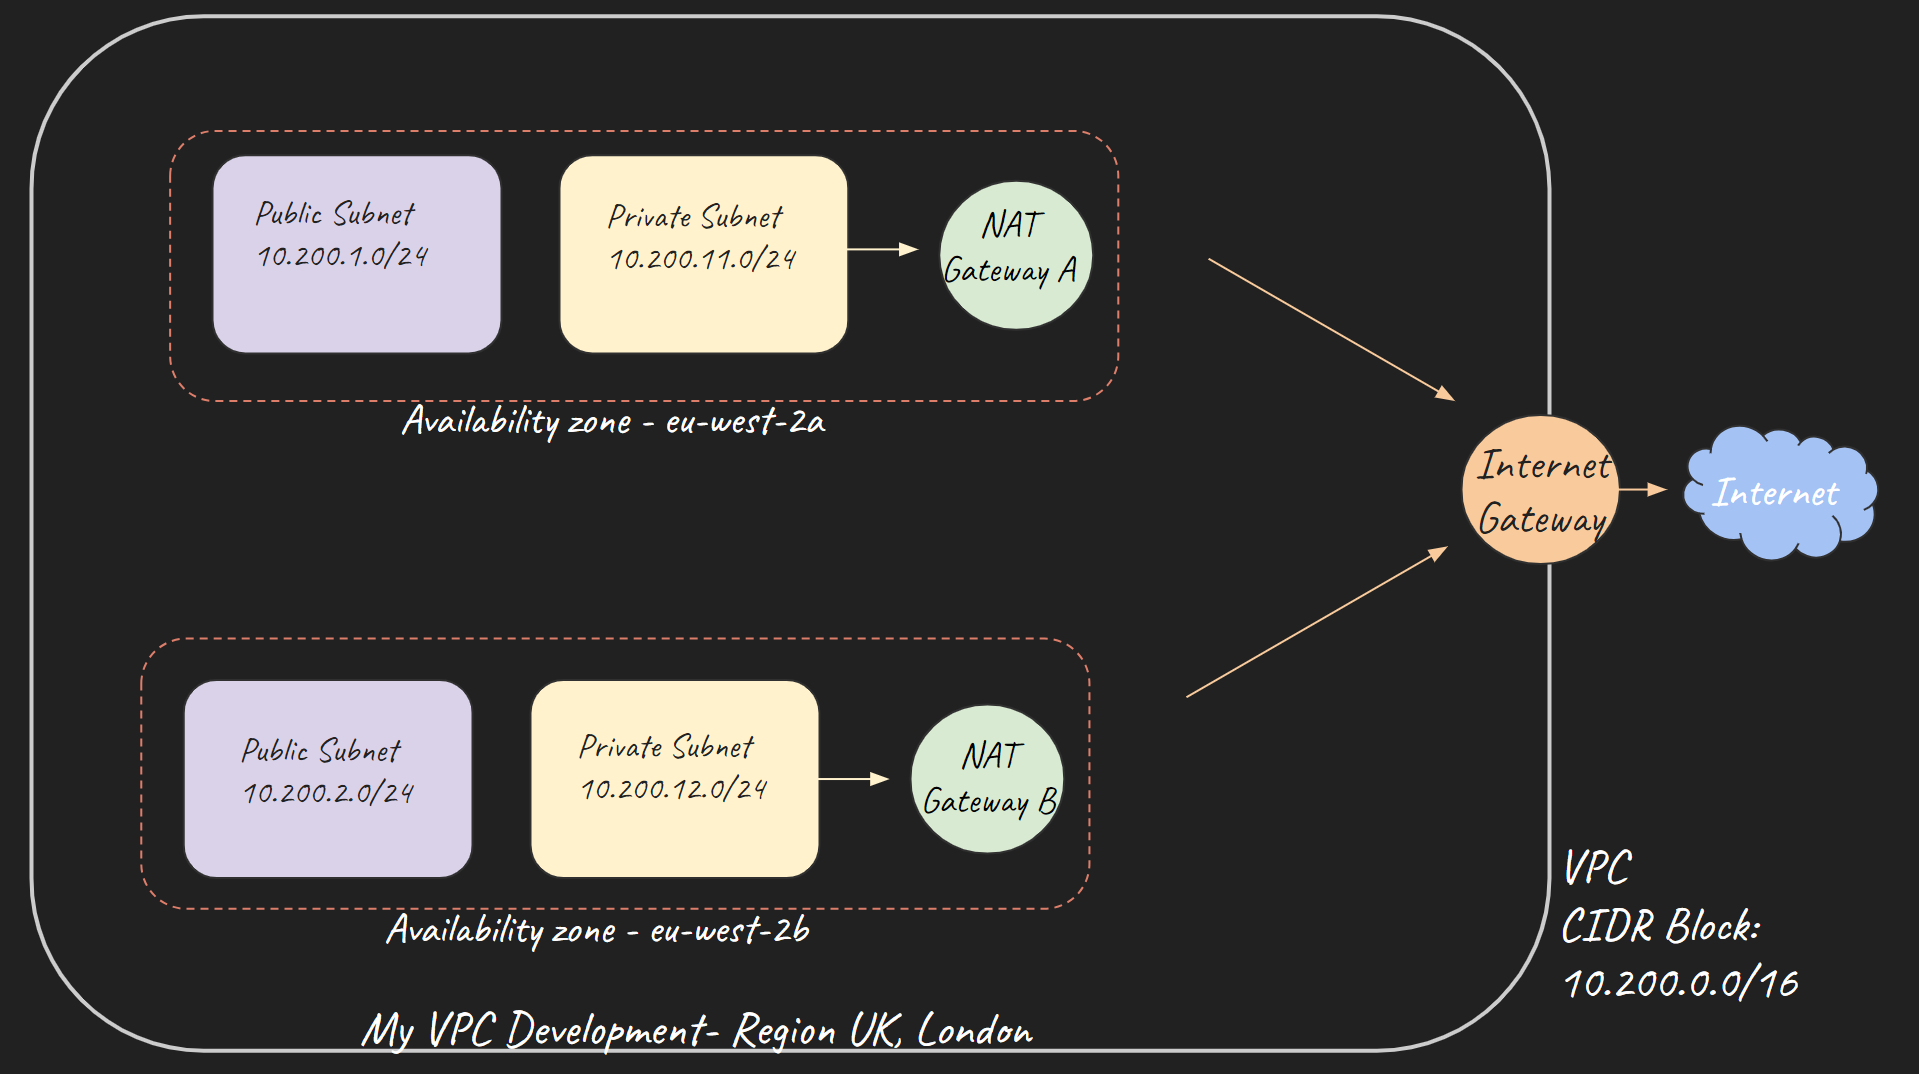 Public Subnet
10.200.1.0/24
Private Subnet
10.200.11.0/24
NAT
Gateway A
Availability zone - eu-west-2a
Internet
Gateway
Internet
Public Subnet
10.200.2.0/24
Private Subnet
10.200.12.0/24
NAT
Gateway B
Availability zone - eu-west-2b
VPC
CIDR Block:
10.200.0.0/16
My VPC Development- Region UK, London